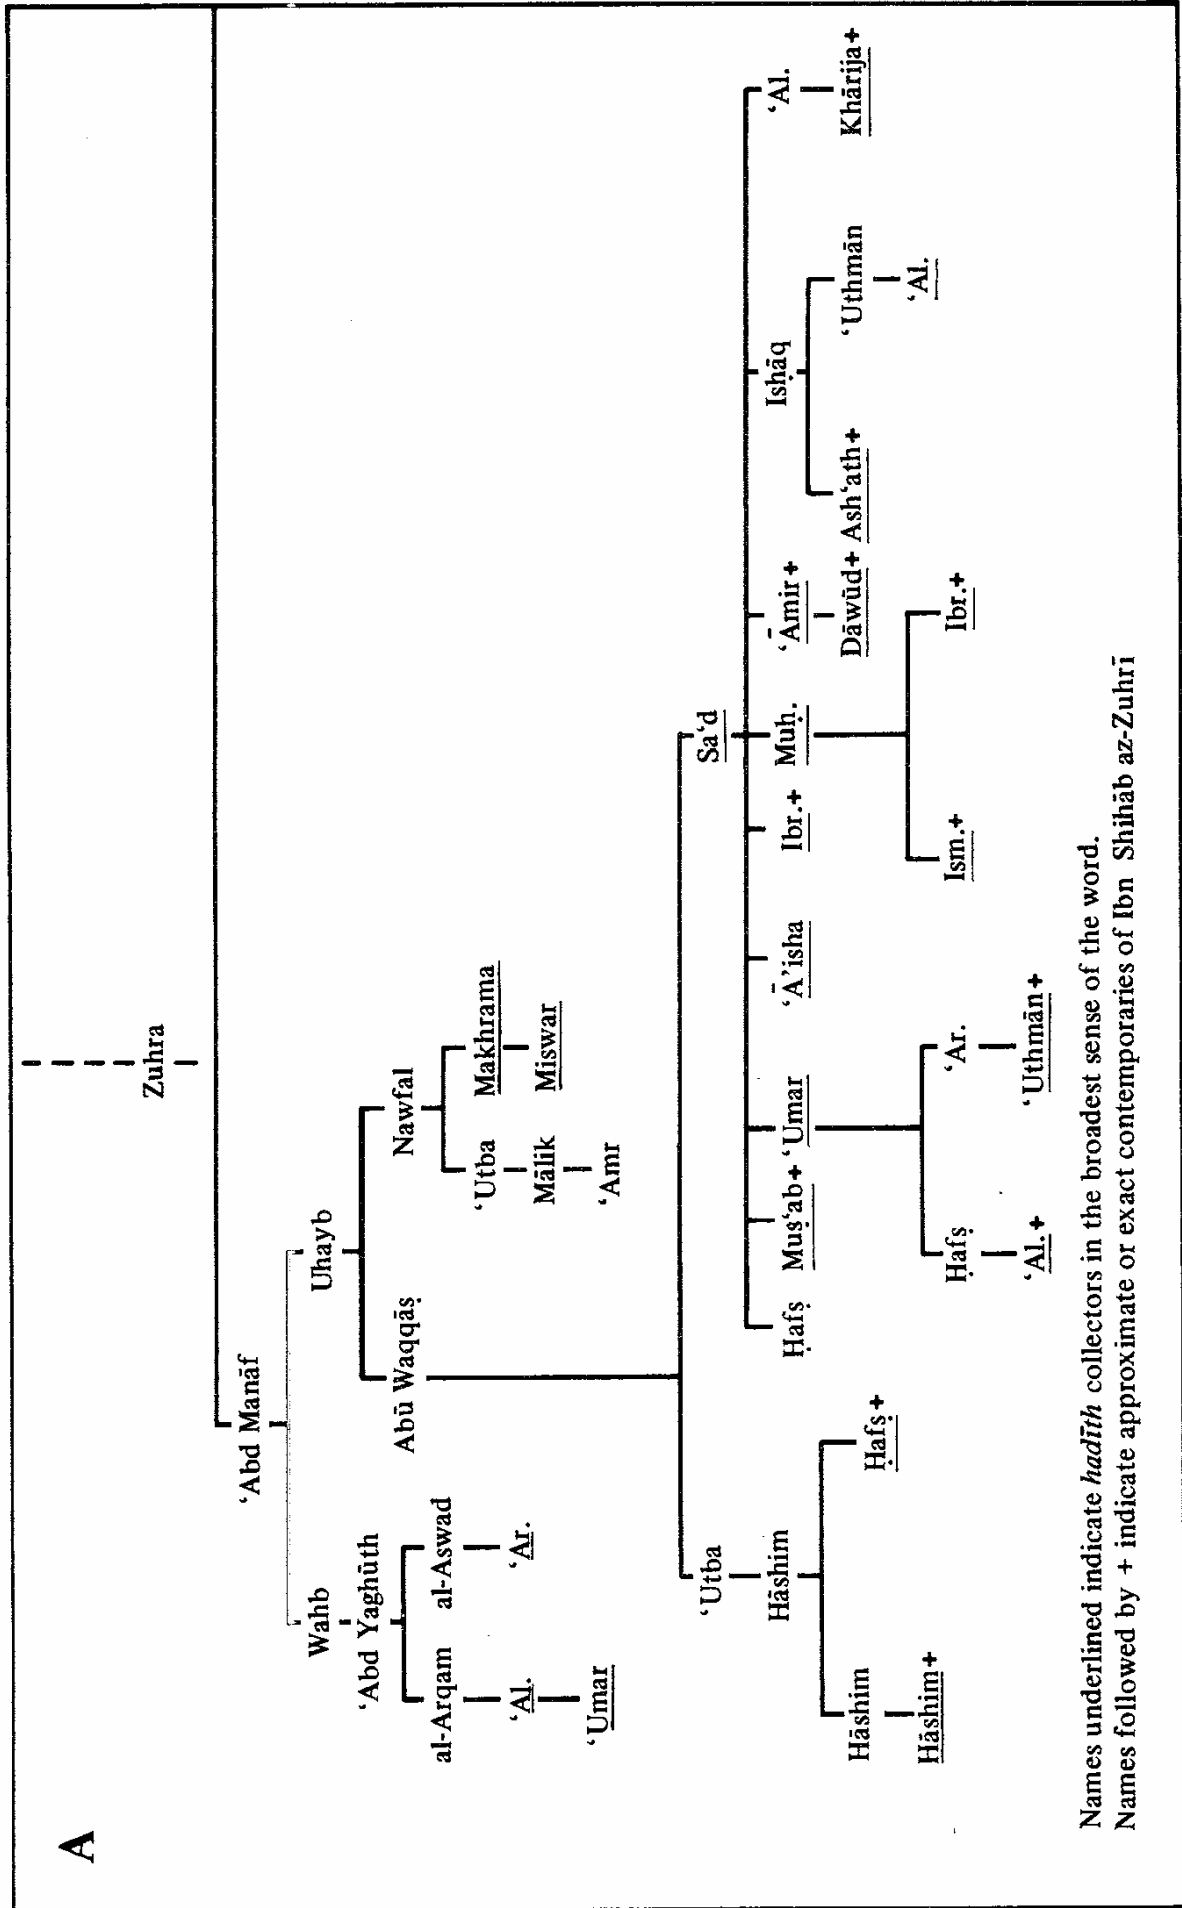 A
Zuhra
‘Abd Manāf
Wahb Uhayb
‘Abd Yaghūth Abū Waqqāṣ Nawfal
al-Arqam al-Aswad ‘Utba Makhrama
‘Al. ‘Ar. Mālik Miswar
‘Umar ‘Amr
‘Utba Sa‘d
Hāshim Ḥafṣ Muṣ‘ab+ ‘Umar ‘Ā’isha Ibr.+ Muḥ. ‘Āmir+ Isḥāq ‘Al.
Hāshim Ḥafṣ+ Dāwūd+ Ash‘ath+ ‘Uthmān Khārija+
Hāshim+ ‘Al.
Ḥafṣ ‘Ar. Ism.+ Ibr.+
‘Al.+ ‘Uthmān+
Names underlined indicate hadīth collectors in the broadest sense of the word.
Names followed by + indicate approximate or exact contemporaries of Ibn Shihāb az-Zuhrī